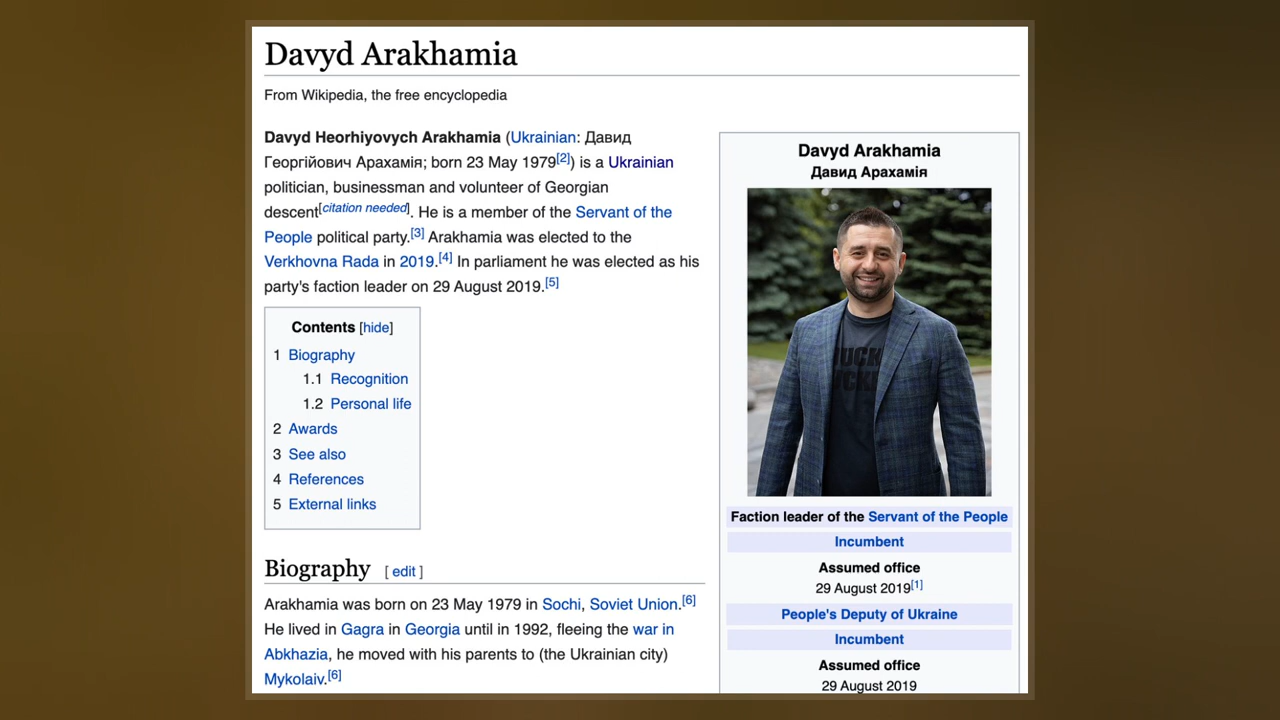 Davyd Arakhamia
From Wikipedia, the free encyclopedia
Davyd Heorhiyovych Arakhamia (Ukrainian: Давид
Георгійович Арахамія; born 23 May 1979[2]) is a Ukrainian
politician, businessman and volunteer of Georgian
descent[citation needed]. He is a member of the Servant of the
People political party.[3] Arakhamia was elected to the
Verkhovna Rada in 2019.[4] In parliament he was elected as his
party's faction leader on 29 August 2019.[5]
Contents [hide]
1 Biography
1.1 Recognition
1.2 Personal life
2 Awards
3 See also
4 References
5 External links
Biography [ edit ]
Arakhamia was born on 23 May 1979 in Sochi, Soviet Union.[6]
He lived in Gagra in Georgia until in 1992, fleeing the war in
Abkhazia, he moved with his parents to (the Ukrainian city)
Mykolaiv.[6]
Davyd Arakhamia
Давид Арахамія
Faction leader of the Servant of the People
Incumbent
Assumed office
29 August 2019[1]
People's Deputy of Ukraine
Incumbent
Assumed office
29 August 2019